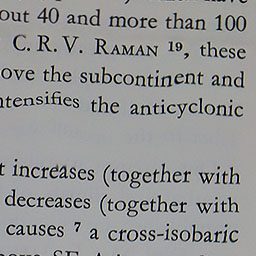 out 40 and more than 100
C. R. V. RAMAN 19, these
ove the subcontinent and
ntensifies the anticyclonic
t increases (together with
decreases (together with
causes 7 a cross-isobaric